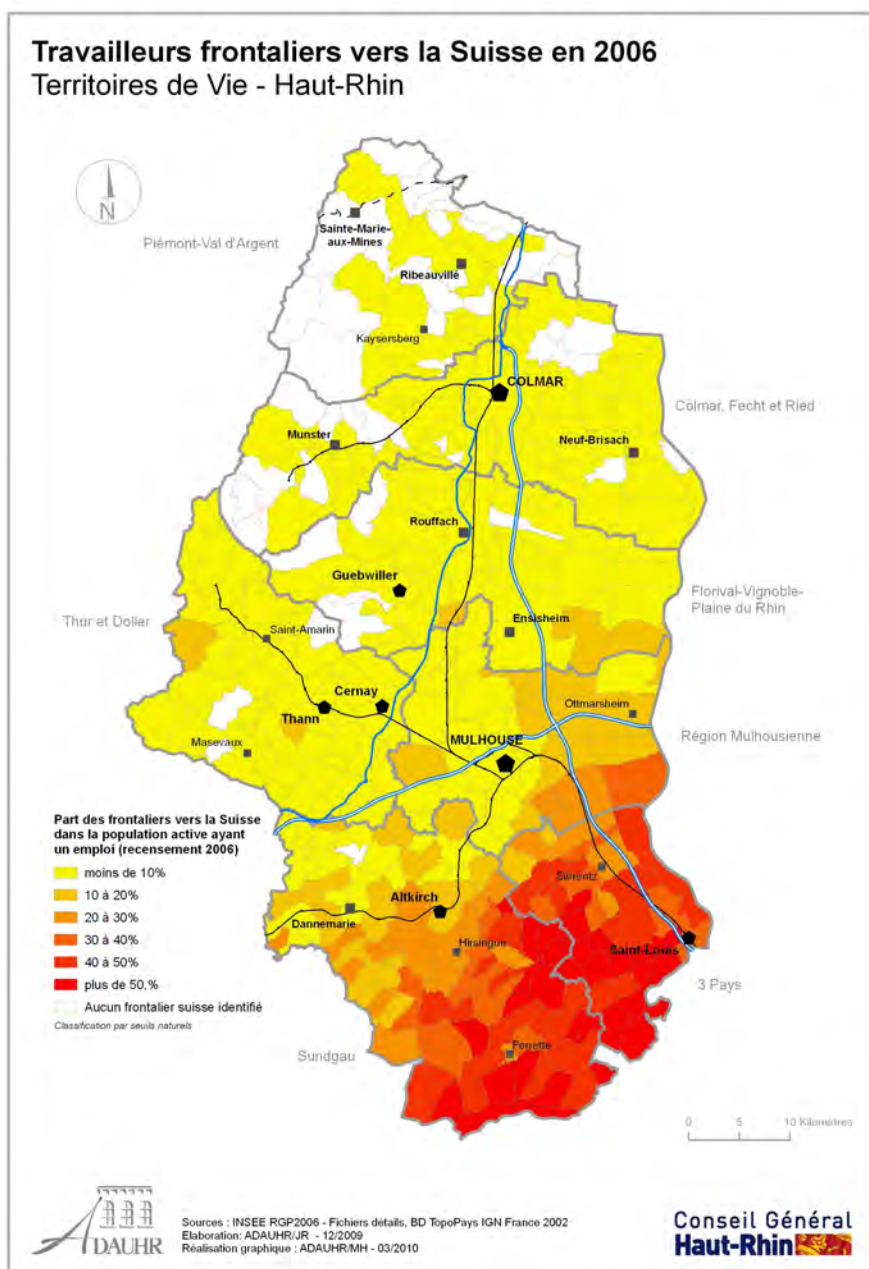 Travailleurs frontaliers vers la Suisse en 2006
Territoires de Vie - Haut-Rhin
N
Sainte-Marie-
aux-Mines
Piémont-Val d'Argent
Ribeauvillé
Kaysersberg
COLMAR
Colmar, Fecht et Ried
Munster
Neuf-Brisach
Rouffach
Guebwiller
Florival-Vignoble-
Plaine du Rhin
Thur et Doller
Saint-Amarin
Ensisheim
Cernay
Ottmarsheim
Thann
Région Mulhousienne
MULHOUSE
Masevaux
Part des frontaliers vers la Suisse
dans la population active ayant
un emploi (recensement 2006)
moins de 10%
10 à 20%
20 à 30%
30 à 40%
40 à 50%
plus de 50,%
Aucun frontalier suisse identifié
Classification par seuils naturels
Sierentz
Altkirch
Dannemarie
Hirsingue
Saint-Louis
3 Pays
Sundgau
Ferrette
0 5 10 Kilomètres
ADAUHR
Sources : INSEE RGP2006 - Fichiers détails, BD TopoPays IGN France 2002
Elaboration: ADAUHR/JR - 12/2009
Réalisation graphique : ADAUHR/MH - 03/2010
Conseil Général
Haut-Rhin